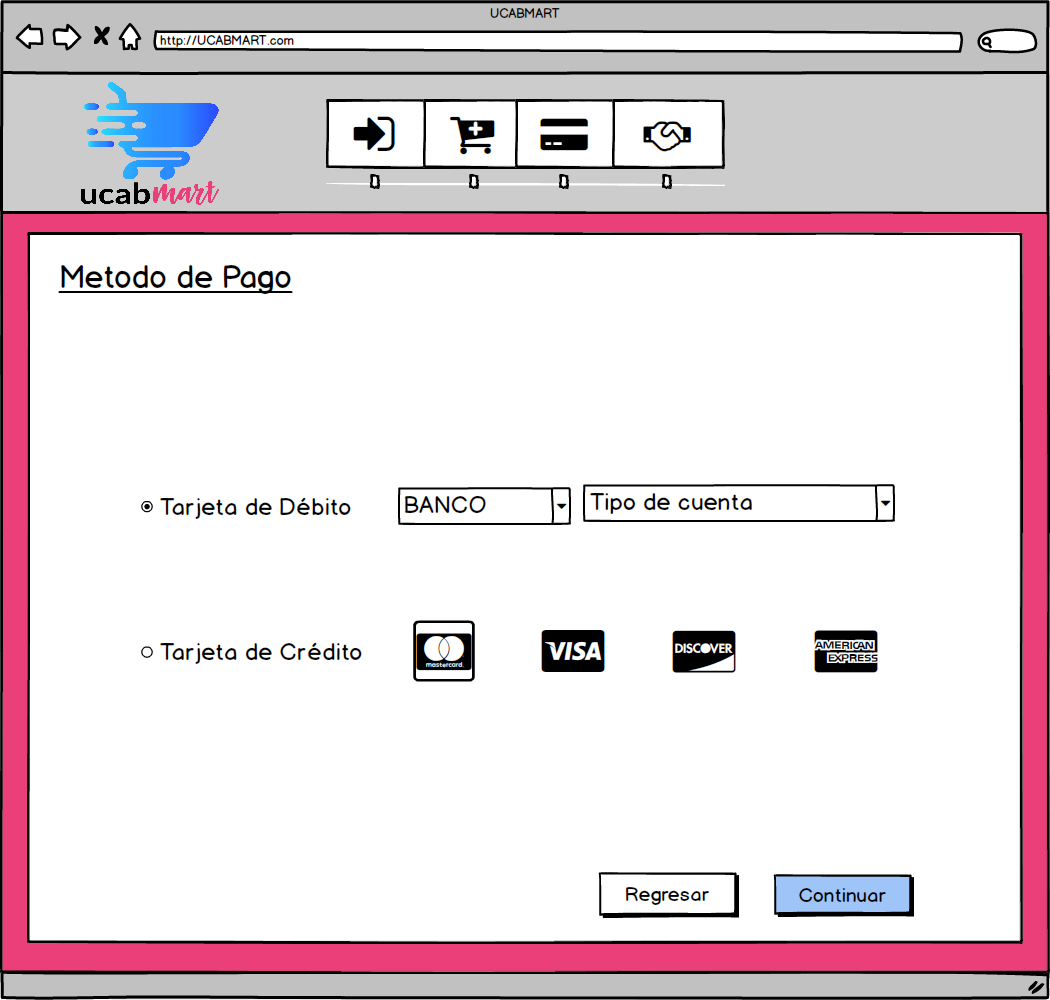 UCABMART
http://UCABMART.com
ucabmart
Metodo de Pago
Tarjeta de Débito BANCO Tipo de cuenta
Tarjeta de Crédito mastercard. VISA DISCOVER AMERICAN EXPRESS
Regresar Continuar